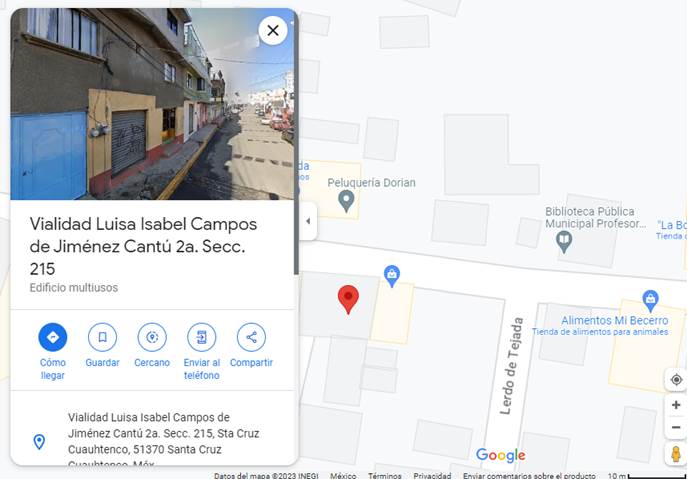 Vialidad Luisa Isabel Campos
de Jiménez Cantú 2a. Secc.
215
Edificio multiusos
Cómo
llegar
Guardar
Cercano
Enviar al
teléfono
Compartir
Vialidad Luisa Isabel Campos de
Jiménez Cantú 2a. Secc. 215, Sta Cruz
Cuauhtenco, 51370 Santa Cruz
Cuauhtenco, Méx.
Peluquería Dorian
Biblioteca Pública
Municipal Profesor...
"La Bo
Tienda d
Alimentos Mi Becerro
Tienda de alimentos para animales
Lerdo de Tejada
Google
Datos del mapa ©2023 INEGI México Términos Privacidad Enviar comentarios sobre el producto 10 m